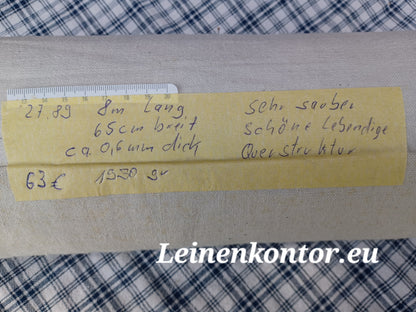 27.89 8m lang sehr sauber
65cm breit schöne lebendige
ca. 0,6mm dick Querstruktur
63€ 1530 gr
Leinenkontor.eu